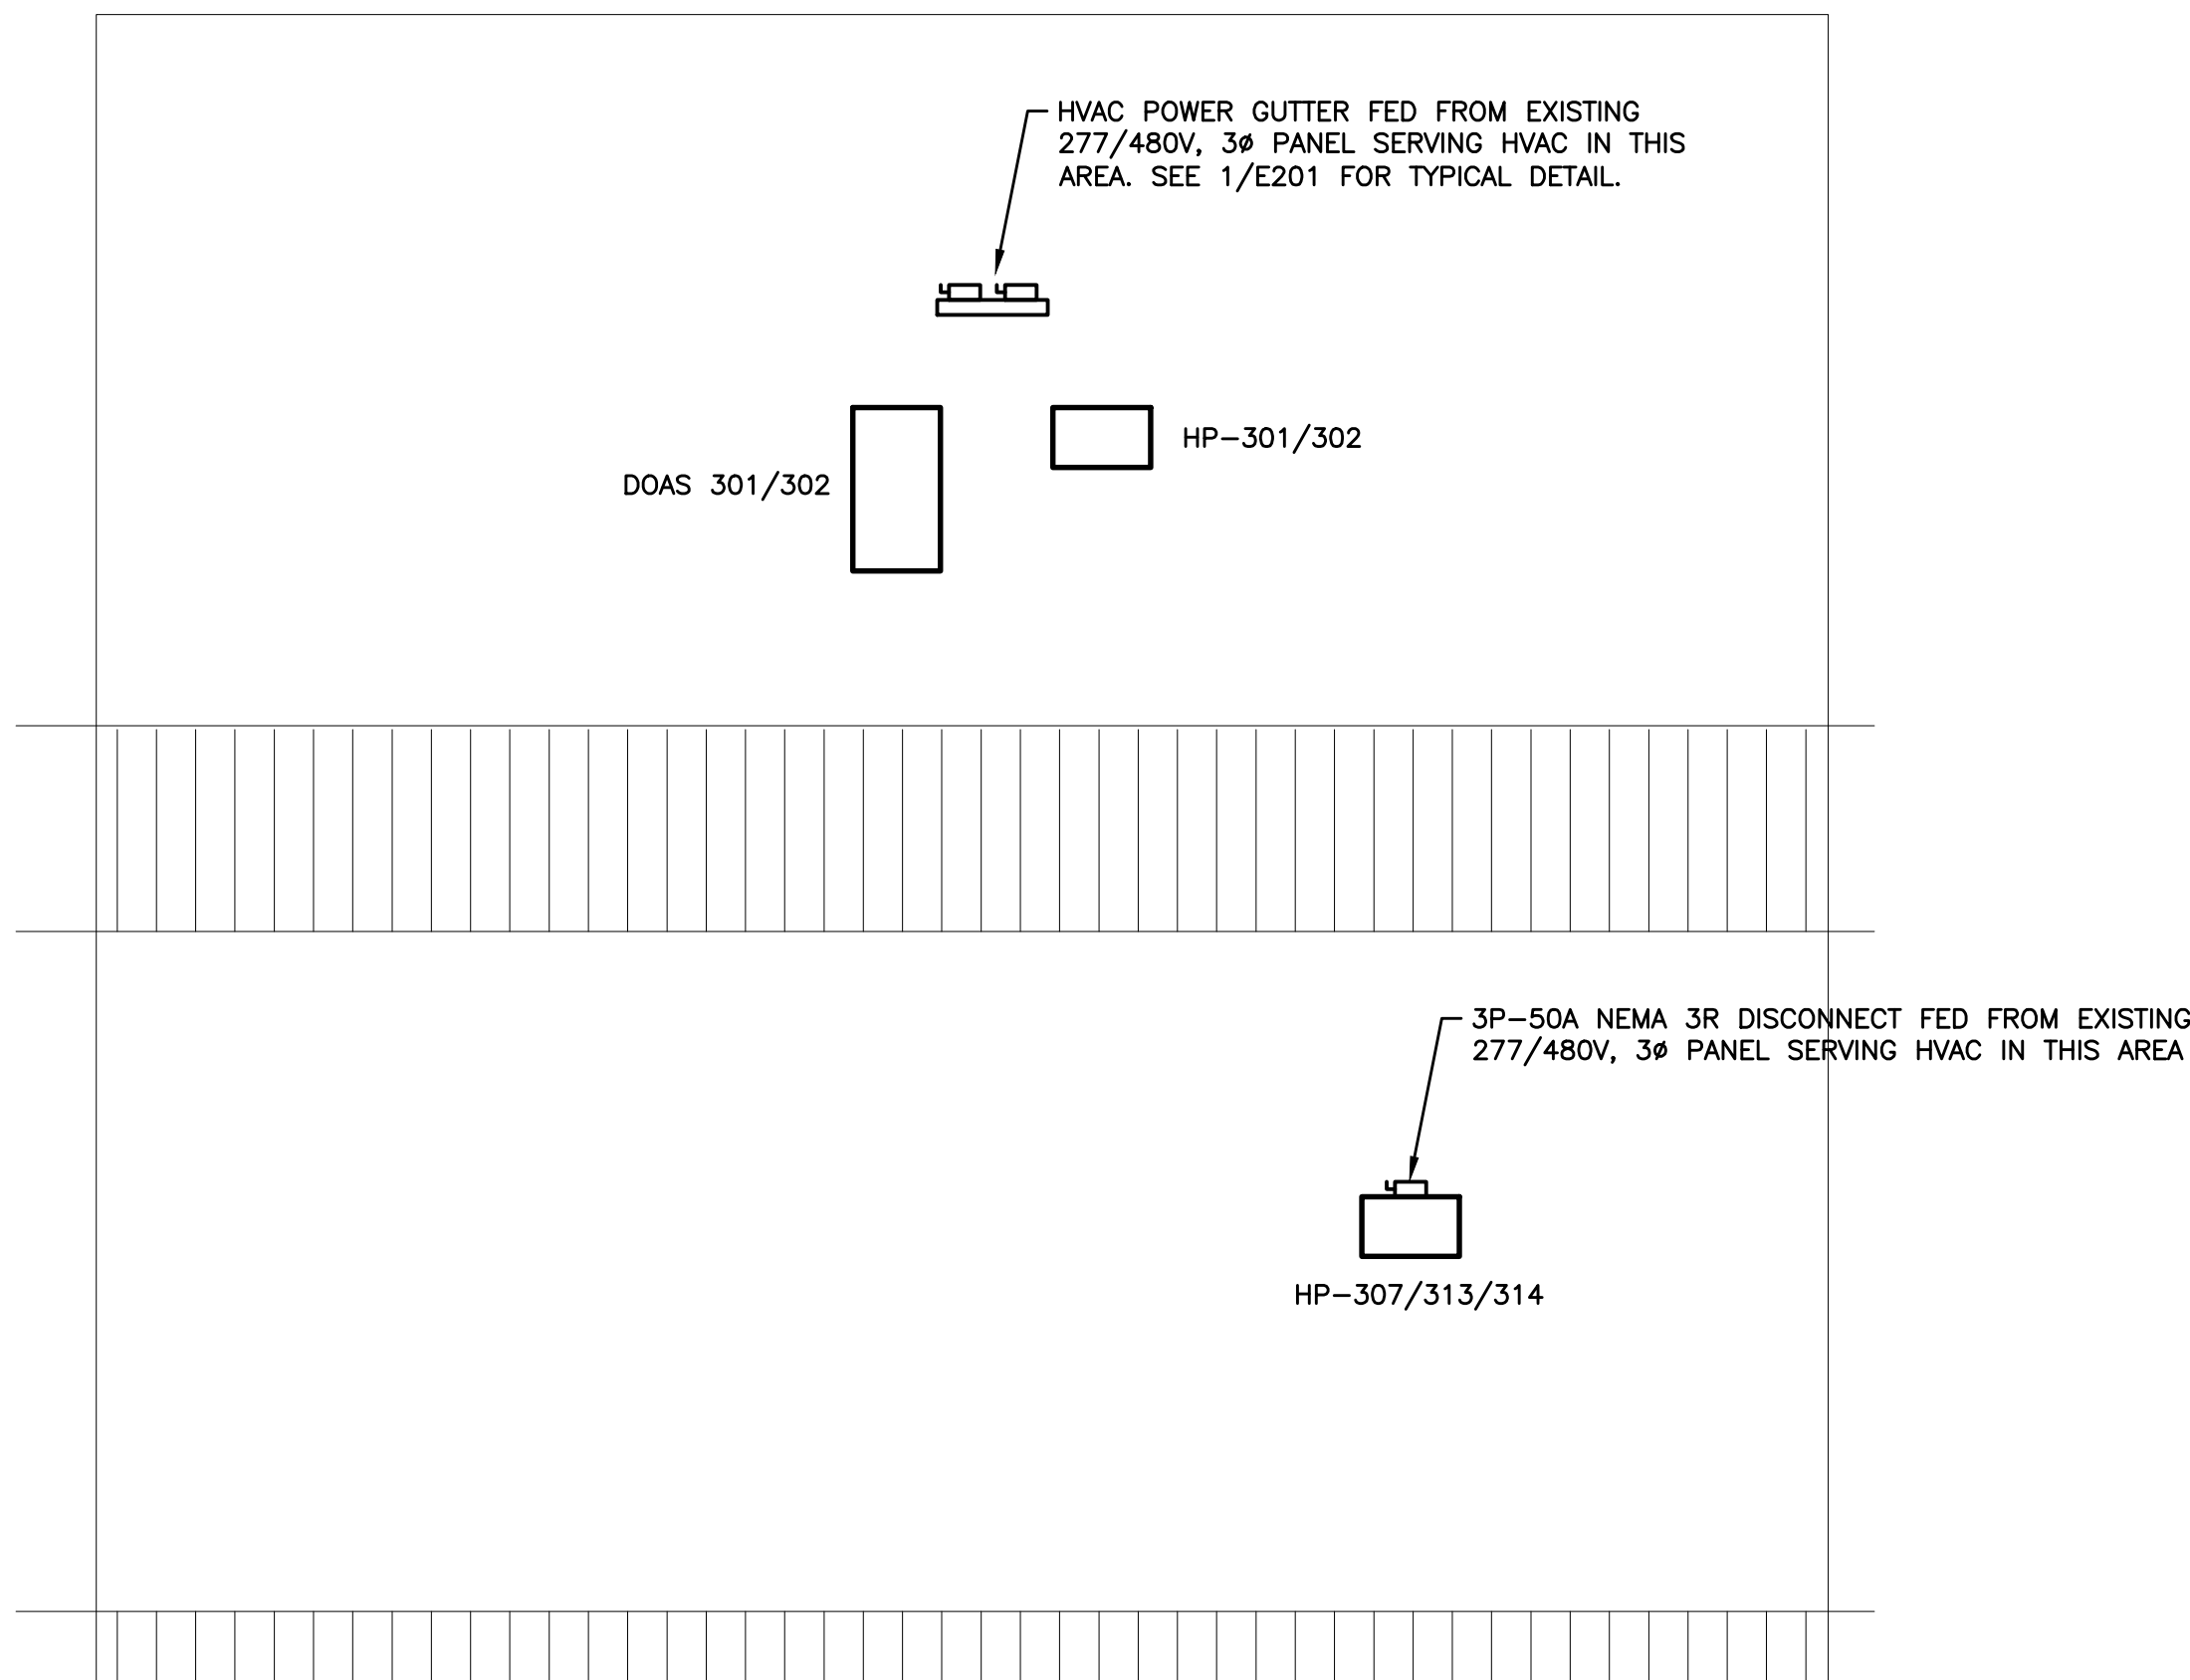 HVAC POWER GUTTER FED FROM EXISTING
277/480V, 3ø PANEL SERVING HVAC IN THIS
AREA. SEE 1/E201 FOR TYPICAL DETAIL.
HP-301/302
DOAS 301/302
3P-50A NEMA 3R DISCONNECT FED FROM EXISTING
277/480V, 3ø PANEL SERVING HVAC IN THIS AREA
HP-307/313/314